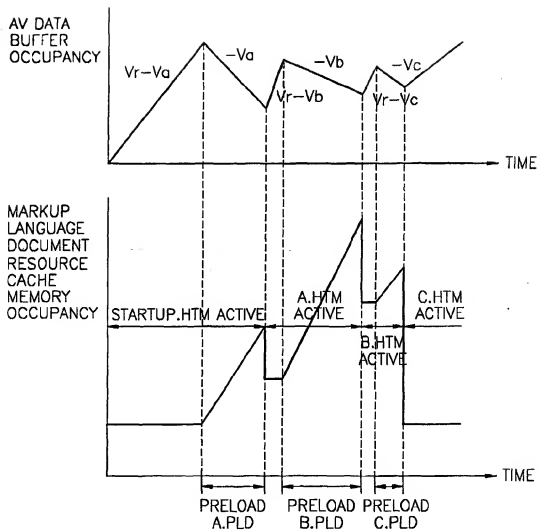 AV DATA
BUFFER
OCCUPANCY
Vr-Va
-Va
Vr-Vb
-Vb
Vr-Vc
-Vc
TIME
MARKUP
LANGUAGE
DOCUMENT
RESOURCE
CACHE
MEMORY
OCCUPANCY
STARTUP.HTM ACTIVE
A.HTM
ACTIVE
B.HTM
ACTIVE
C.HTM
ACTIVE
TIME
PRELOAD
A.PLD
PRELOAD
B.PLD
PRELOAD
C.PLD